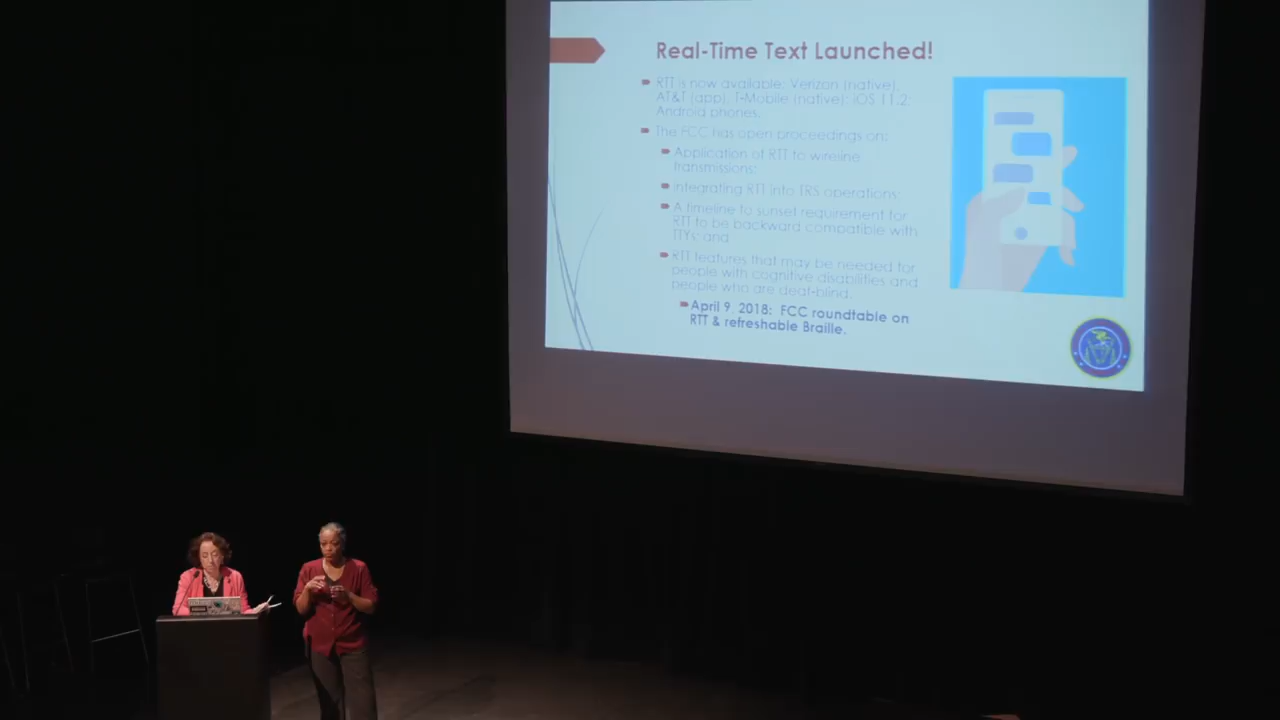 Real-Time Text Launched!
RTT is now available: Verizon (native),
AT&T (app), T-Mobile (native); iOS 11.2;
Android phones.
The FCC has open proceedings on:
Application of RTT to wireline
transmissions;
Integrating RTT into TRS operations;
A timeline to sunset requirement for
RTT to be backward compatible with
TTYs; and
RTT features that may be needed for
people with cognitive disabilities and
people who are deaf-blind.
April 9, 2018: FCC roundtable on
RTT & refreshable Braille.